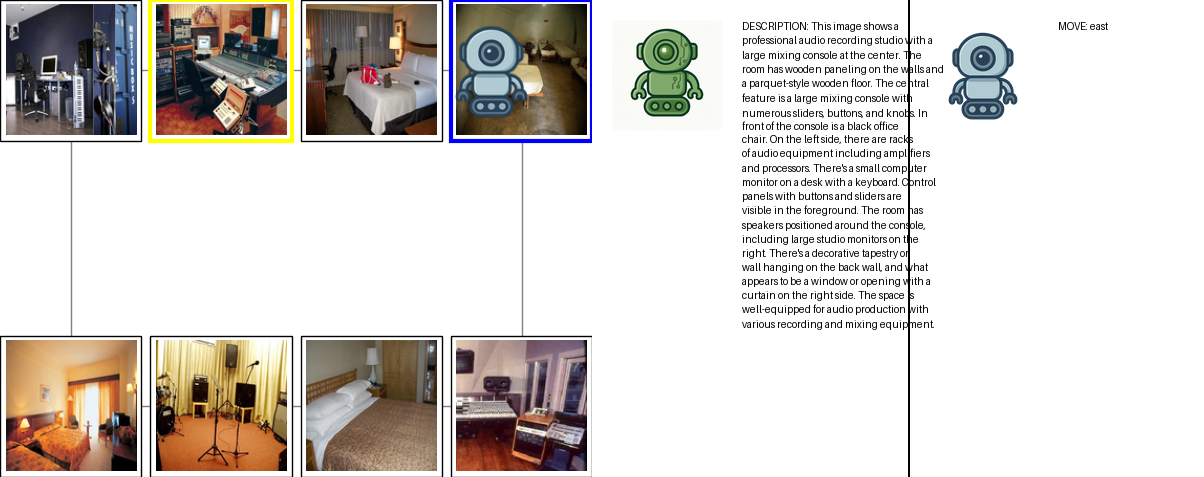 DESCRIPTION: This image shows a
professional audio recording studio with a
large mixing console at the center. The
room has wooden paneling on the walls and
a parquet-style wooden floor. The central
feature is a large mixing console with
numerous sliders, buttons, and knobs. In
front of the console is a black office
chair. On the left side, there are racks
of audio equipment including amplifiers
and processors. There's a small computer
monitor on a desk with a keyboard. Control
panels with buttons and sliders are
visible in the foreground. The room has
speakers positioned around the console,
including large studio monitors on the
right. There's a decorative tapestry or
wall hanging on the back wall, and what
appears to be a window or opening with a
curtain on the right side. The space is
well-equipped for audio production with
various recording and mixing equipment.
MOVE: east
MUSIC BOX 5